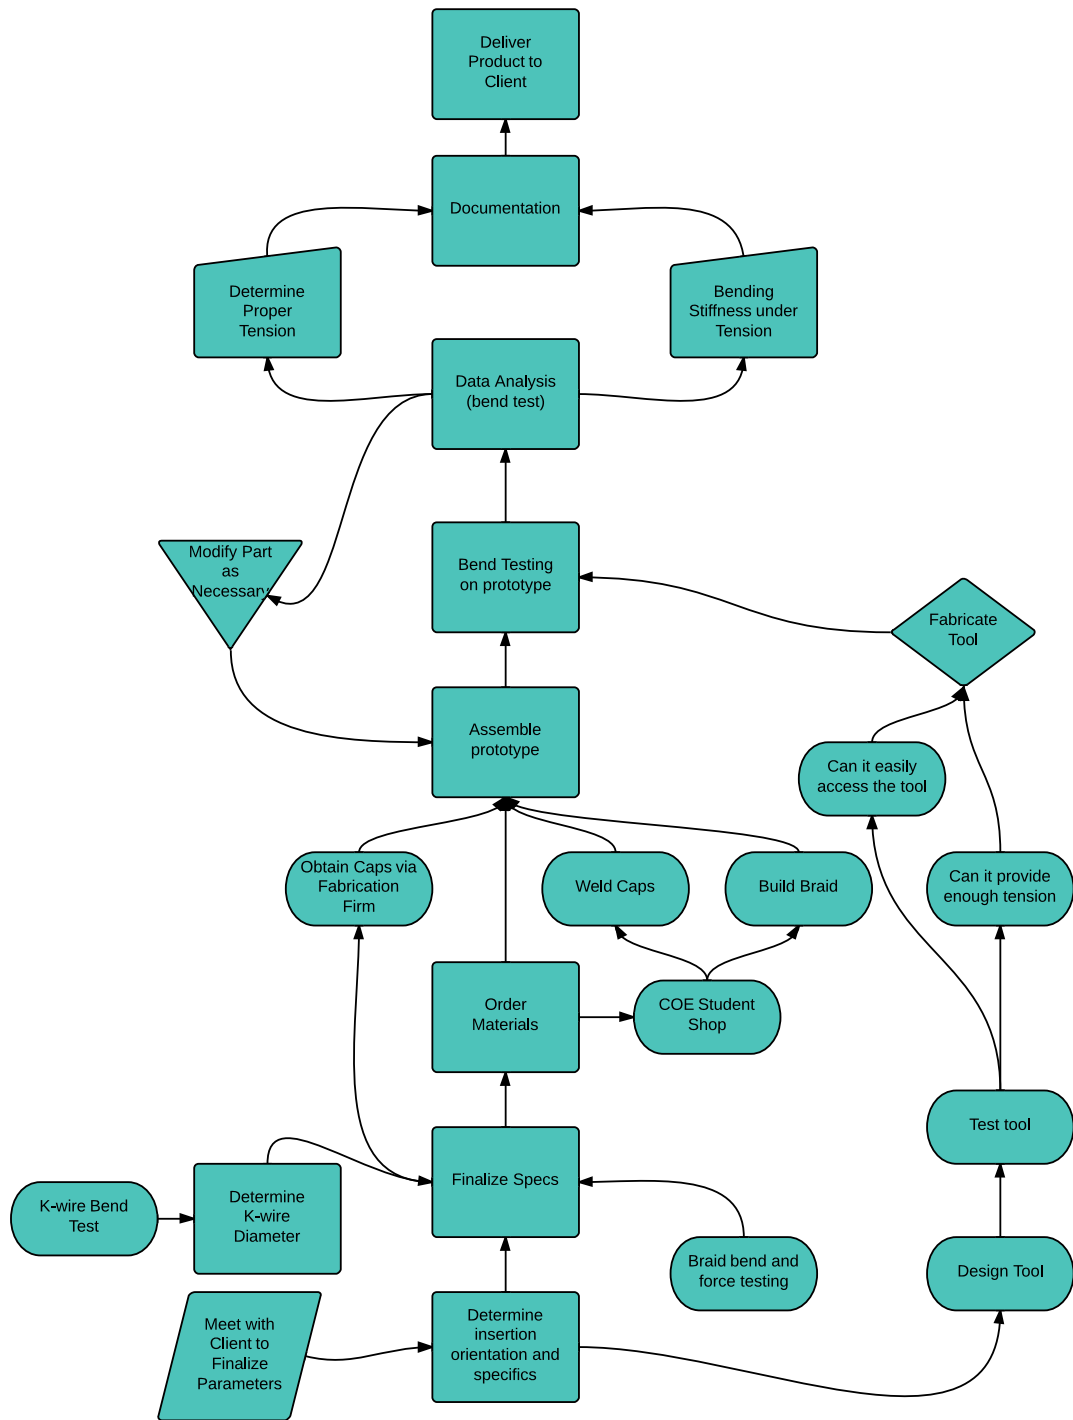 Deliver
Product to
Client
Documentation
Determine
Proper
Tension
Bending
Stiffness under
Tension
Data Analysis
(bend test)
Modify Part
as
Necessary
Bend Testing
on prototype
Fabricate
Tool
Assemble
prototype
Can it easily
access the tool
Obtain Caps via
Fabrication
Firm
Weld Caps
Build Braid
Can it provide
enough tension
Order
Materials
COE Student
Shop
Test tool
Finalize Specs
K-wire Bend
Test
Determine
K-wire
Diameter
Braid bend and
force testing
Design Tool
Meet with
Client to
Finalize
Parameters
Determine
insertion
orientation and
specifics